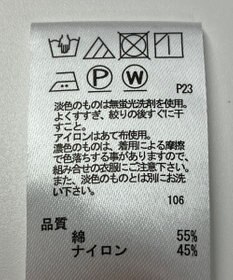 P W
P23
淡色のものは無蛍光洗剤を使用。
よくすすぎ、絞りの後すぐに干
すこと。
アイロンはあて布使用。
濃色のものは、着用による摩擦
で色落ちする事がありますので、
組み合せの衣服にご注意下さい。
また、淡色のものとは別にお洗
い下さい。
106
品質
綿 55%
ナイロン 45%